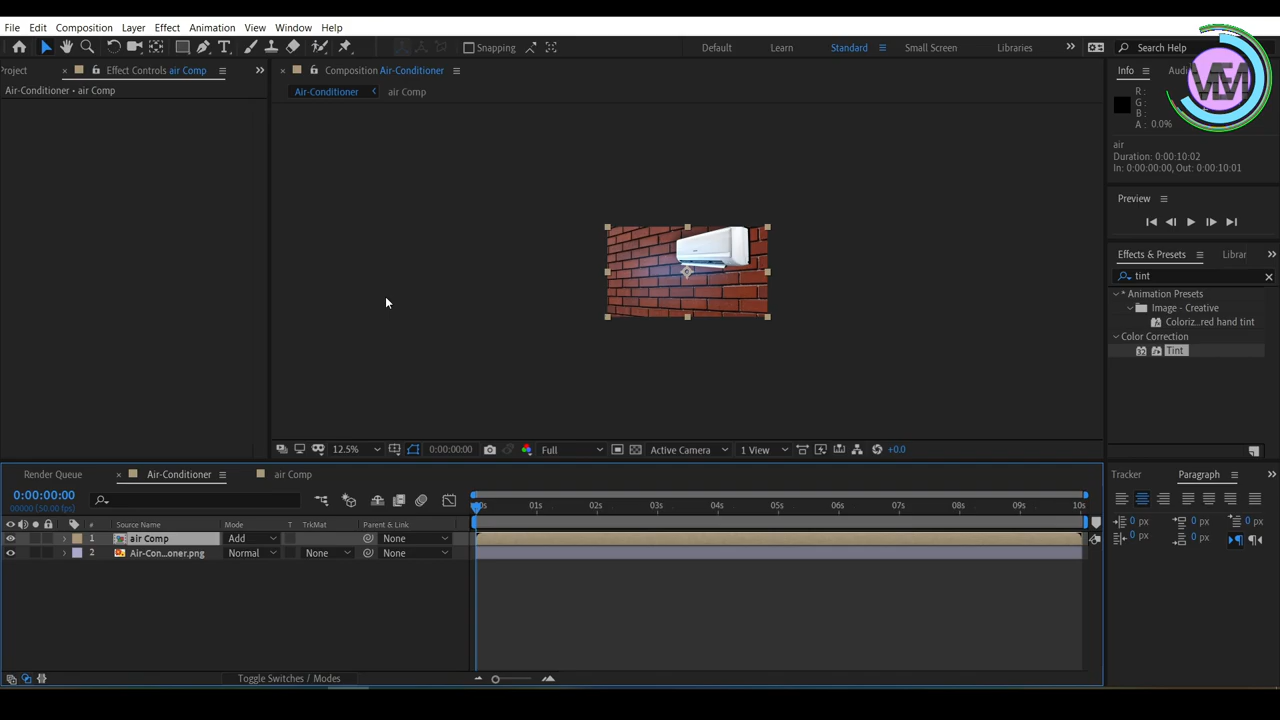 File Edit Composition Layer Effect Animation View Window Help
Snapping Default Learn Standard Small Screen Libraries Search Help
Project Effect Controls air Comp Composition Air-Conditioner Info Audi
Air-Conditioner • air Comp
Air-Conditioner air Comp
R :
G :
B :
A : 0.0%
air
Duration: 0:00:10:02
In: 0:00:00:00, Out: 0:00:10:01
Preview
Effects & Presets Librar
tint
* Animation Presets
Image - Creative
Coloriz...red hand tint
Color Correction
32 Tint
12.5% 0:00:00:00 Full Active Camera 1 View +0.0
Render Queue Air-Conditioner air Comp Tracker Paragraph
0:00:00:00
00000 (50.00 fps)
:00s 01s 02s 03s 04s 05s 06s 07s 08s 09s 10s
# Source Name Mode T TrkMat Parent & Link
1 air Comp Add None
2 Air-Con...oner.png Normal None None
0 px 0 px 0 px
0 px 0 px
Toggle Switches / Modes